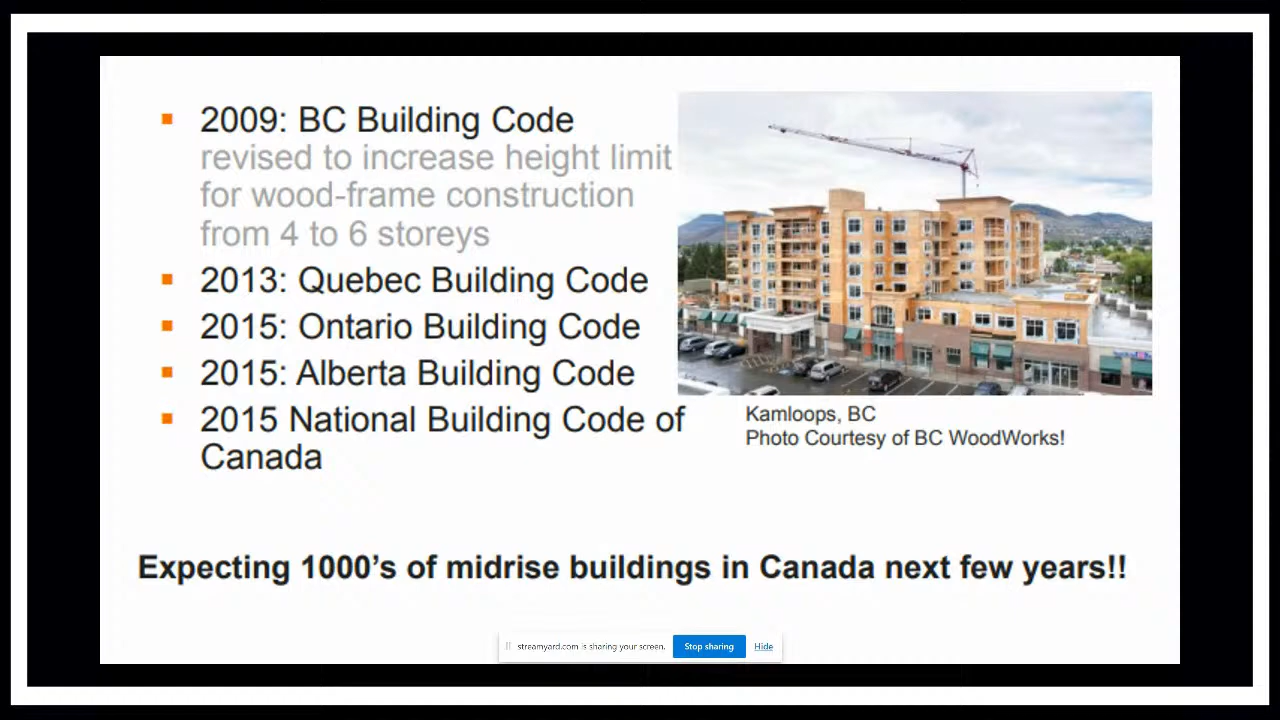 2009: BC Building Code
revised to increase height limit
for wood-frame construction
from 4 to 6 storeys
2013: Quebec Building Code
2015: Ontario Building Code
2015: Alberta Building Code
2015 National Building Code of
Canada
Kamloops, BC
Photo Courtesy of BC WoodWorks!
Expecting 1000’s of midrise buildings in Canada next few years!!
streamyard.com is sharing your screen. Stop sharing Hide